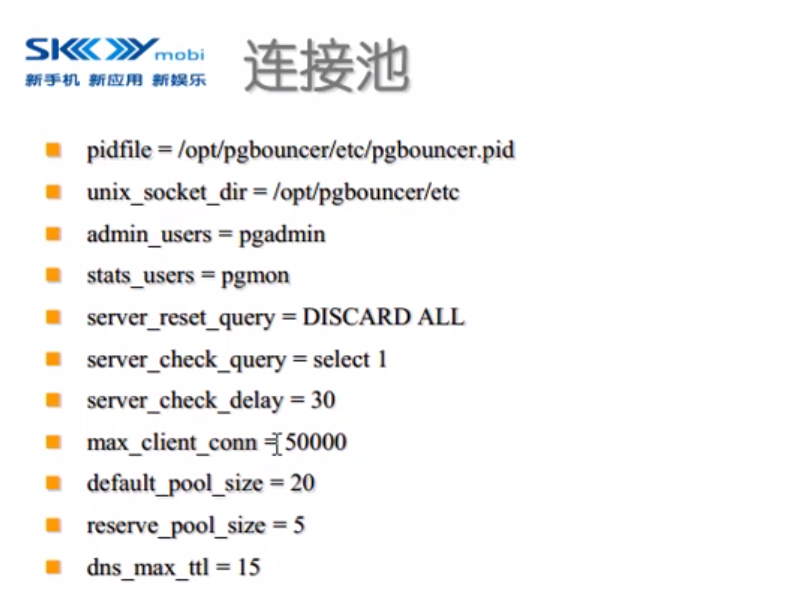 SKYmobi
新手机 新应用 新娱乐
连接池
pidfile = /opt/pgbouncer/etc/pgbouncer.pid
unix_socket_dir = /opt/pgbouncer/etc
admin_users = pgadmin
stats_users = pgmon
server_reset_query = DISCARD ALL
server_check_query = select 1
server_check_delay = 30
max_client_conn = 50000
default_pool_size = 20
reserve_pool_size = 5
dns_max_ttl = 15